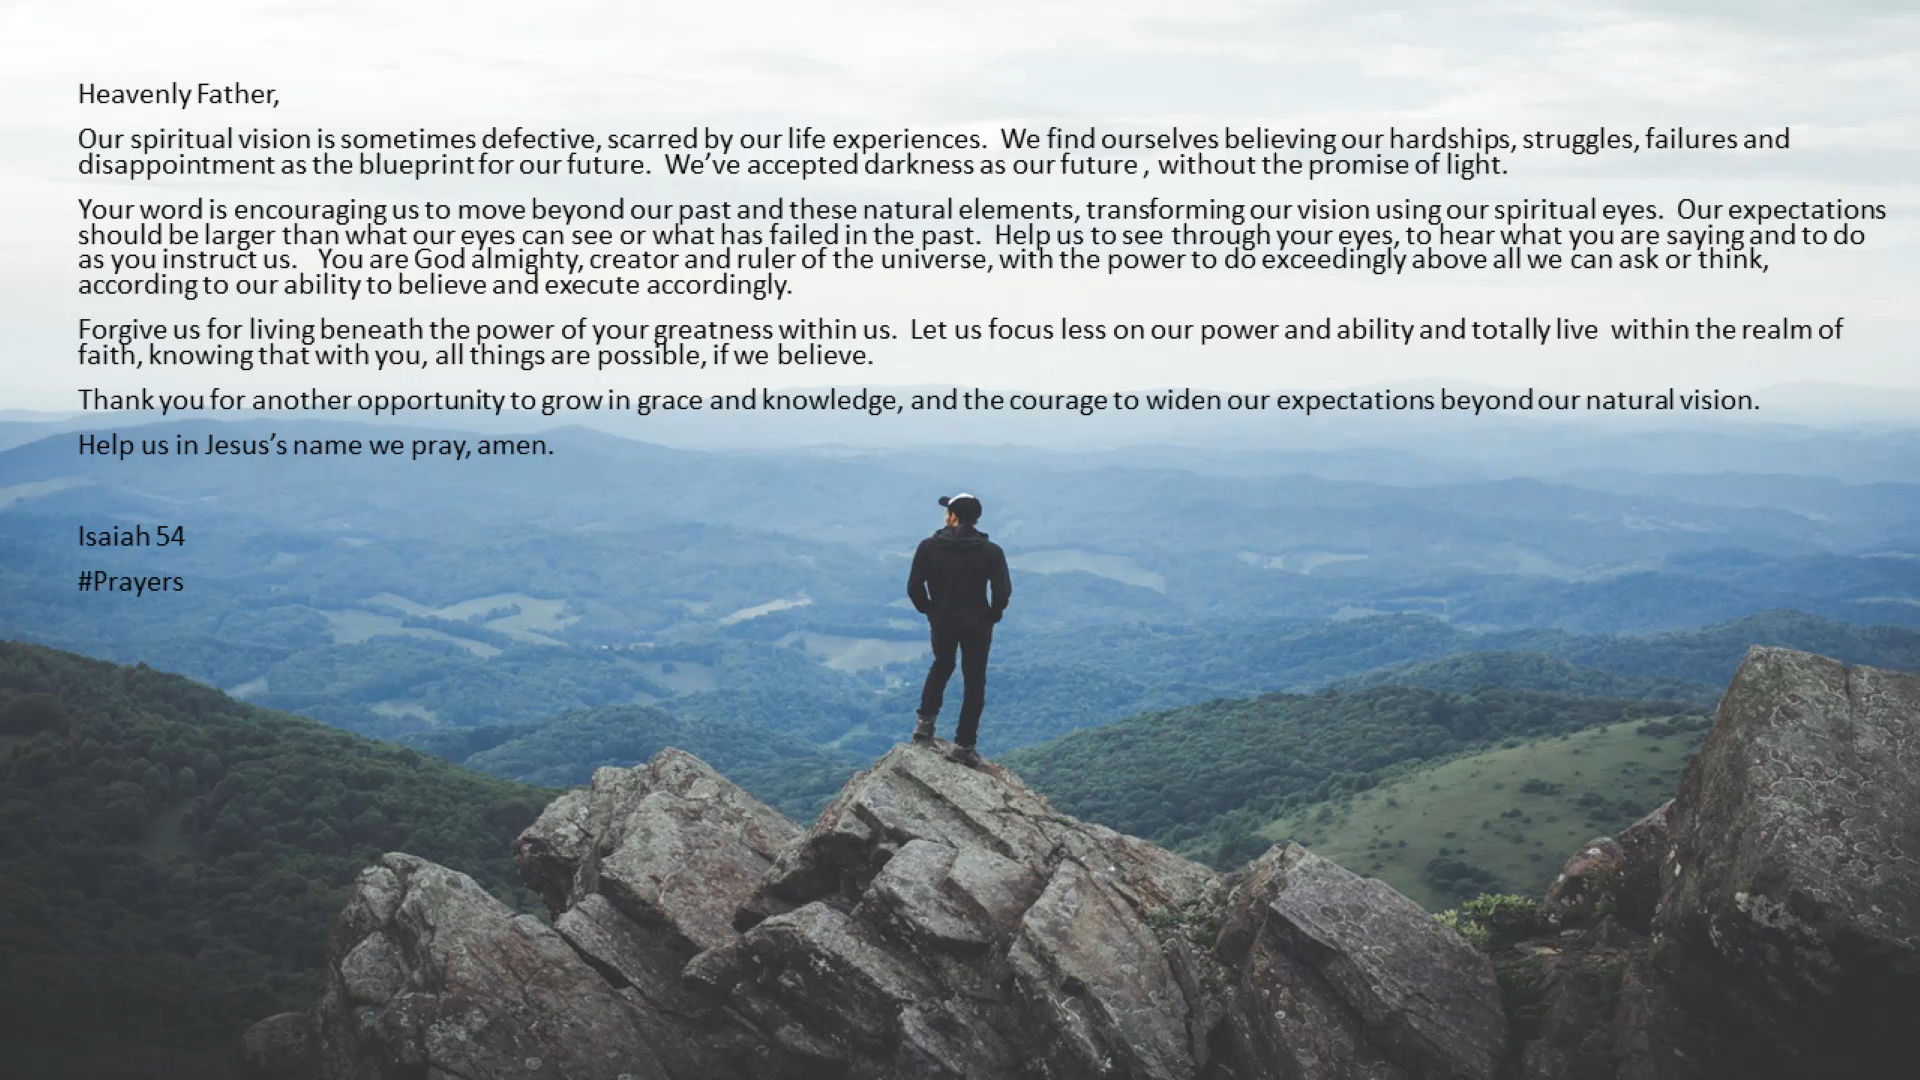 Heavenly Father,
Our spiritual vision is sometimes defective, scarred by our life experiences.  We find ourselves believing our hardships, struggles, failures and
disappointment as the blueprint for our future.  We’ve accepted darkness as our future , without the promise of light.
Your word is encouraging us to move beyond our past and these natural elements, transforming our vision using our spiritual eyes.  Our expectations
should be larger than what our eyes can see or what has failed in the past.  Help us to see through your eyes, to hear what you are saying and to do
as you instruct us.   You are God almighty, creator and ruler of the universe, with the power to do exceedingly above all we can ask or think,
according to our ability to believe and execute accordingly.
Forgive us for living beneath the power of your greatness within us.  Let us focus less on our power and ability and totally live  within the realm of
faith, knowing that with you, all things are possible, if we believe.
Thank you for another opportunity to grow in grace and knowledge, and the courage to widen our expectations beyond our natural vision.
Help us in Jesus’s name we pray, amen.
Isaiah 54
#Prayers